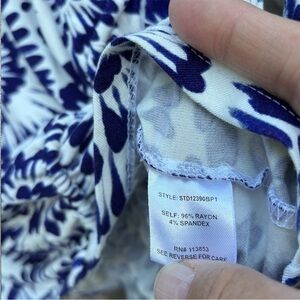 STYLE: STD12390BP1
SELF: 96% RAYON
4% SPANDEX
RN# 113853
SEE REVERSE FOR CARE